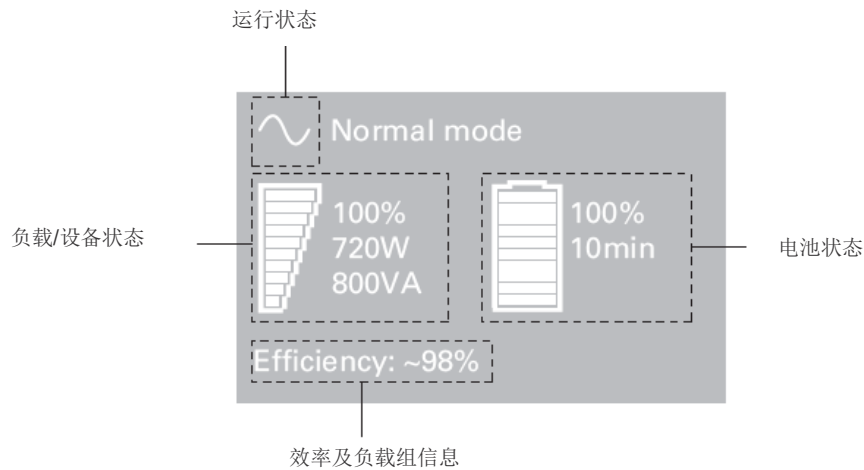 运行状态
Normal mode
负载/设备状态
100%
720W
800VA
100%
10min
电池状态
Efficiency: ~98%
效率及负载组信息